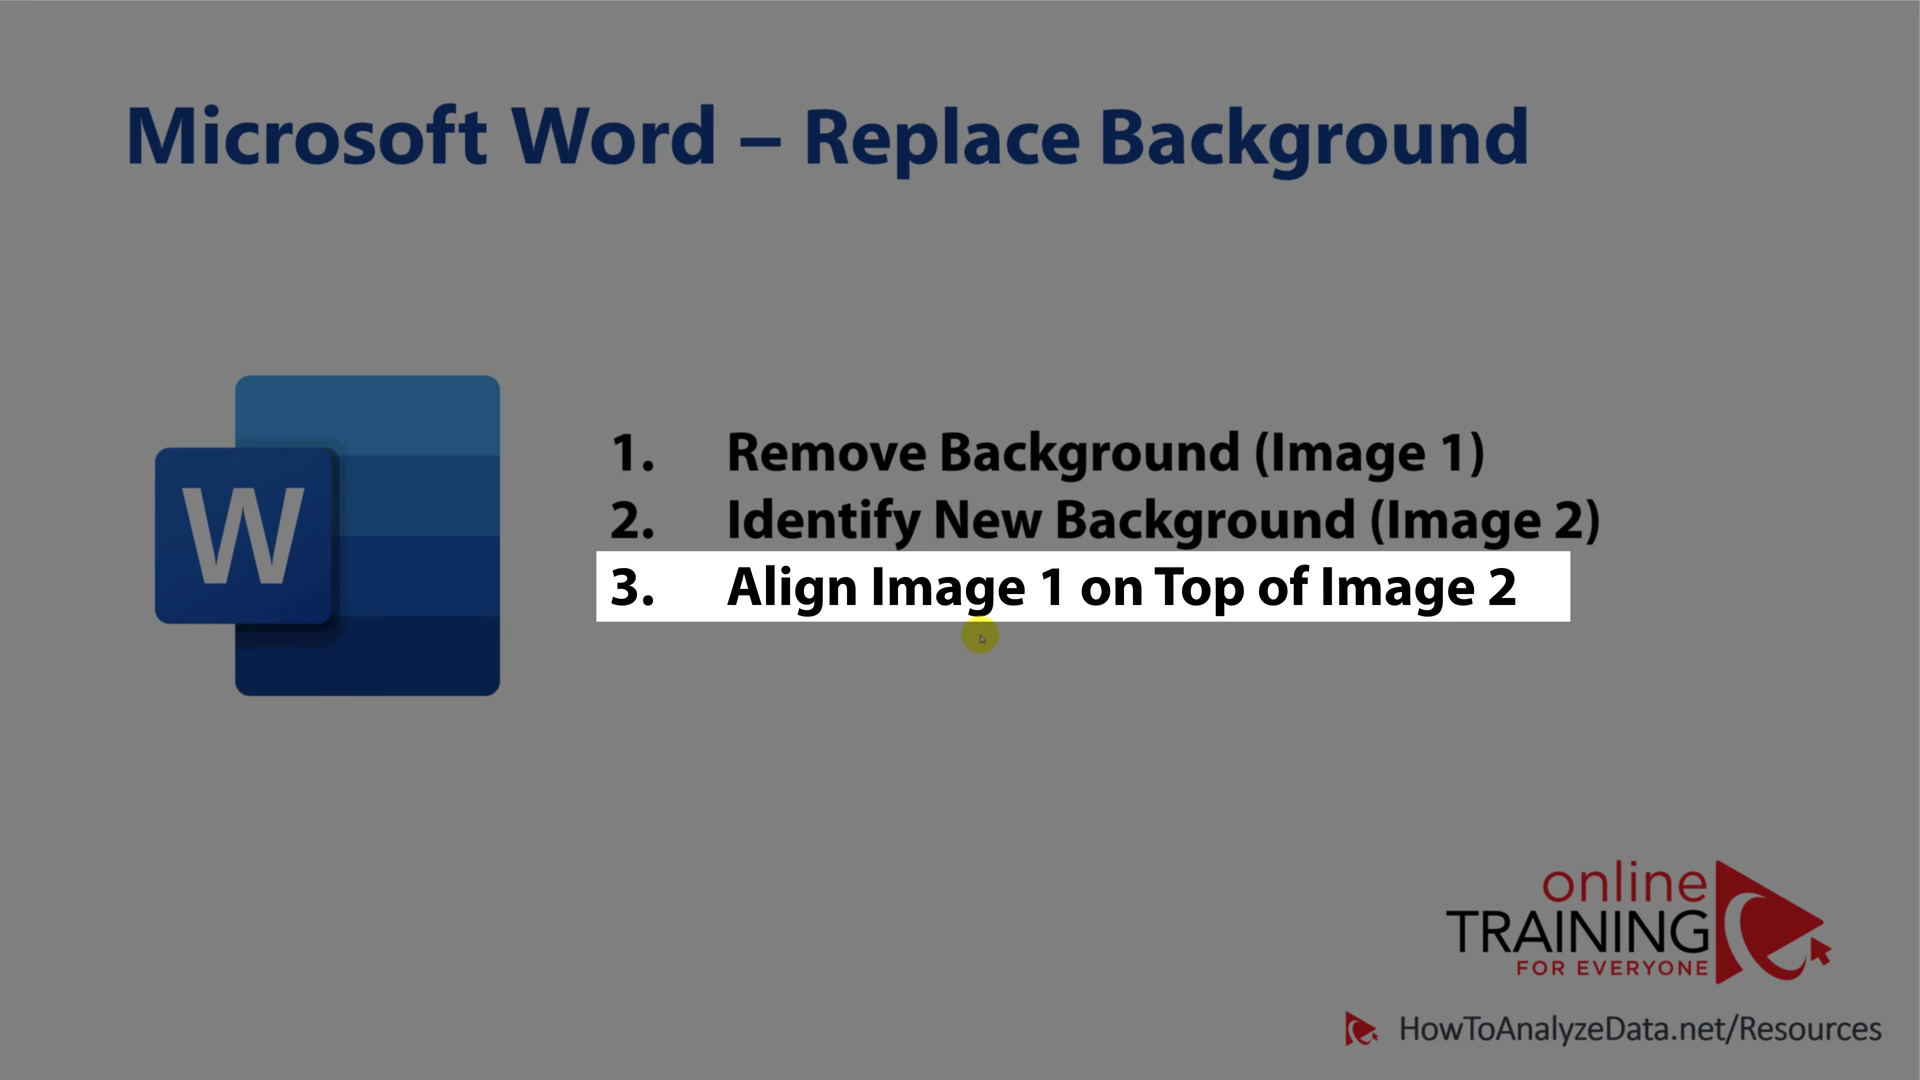 Microsoft Word – Replace Background
W
1. Remove Background (Image 1)
2. Identify New Background (Image 2)
3. Align Image 1 on Top of Image 2
online
TRAINING
FOR EVERYONE
HowToAnalyzeData.net/Resources